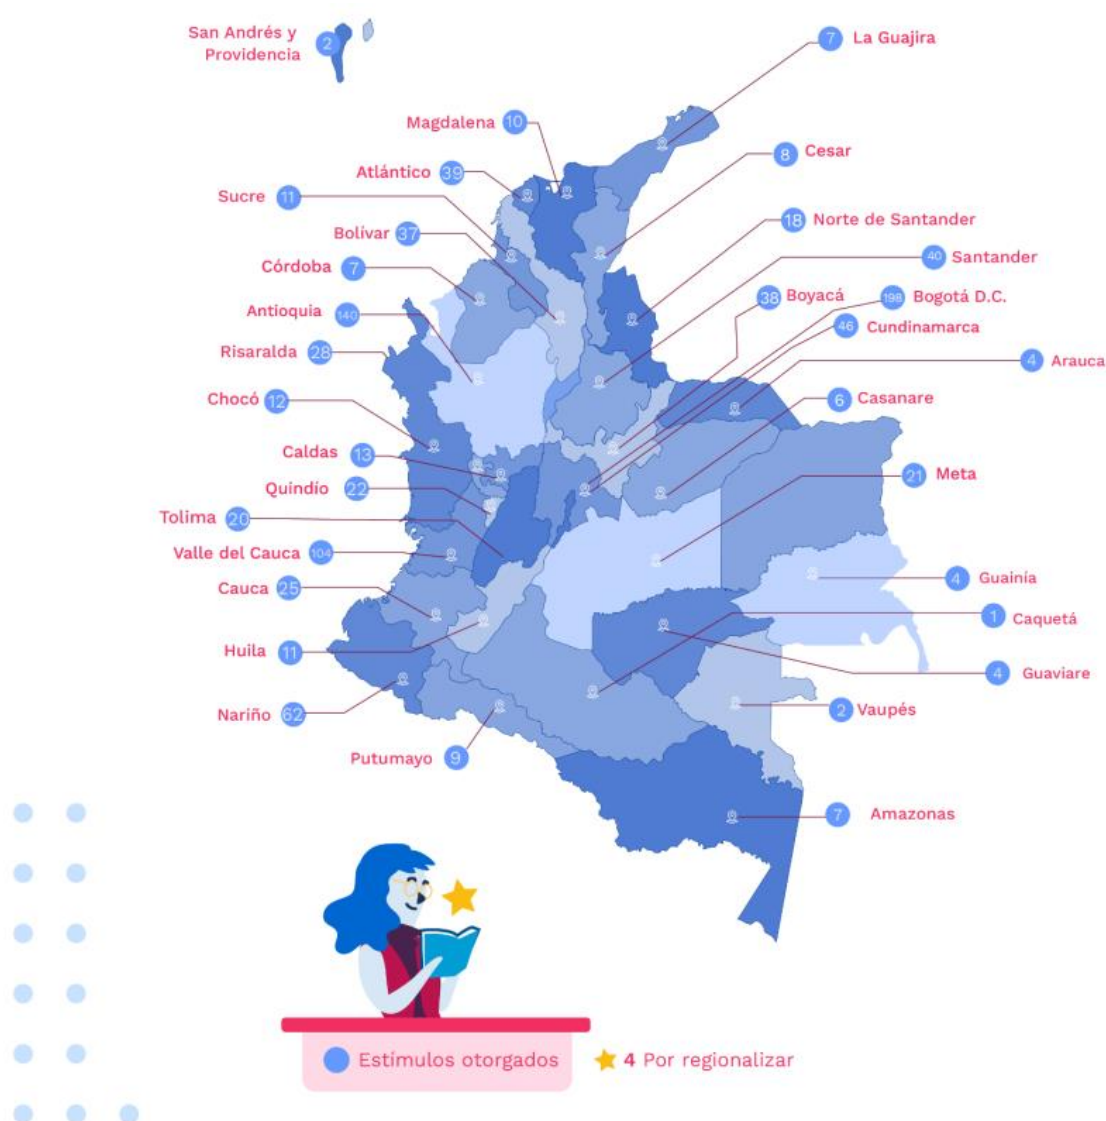 San Andrés y
Providencia
2
7 La Guajira
Magdalena 10
8 Cesar
Atlántico 39
Sucre 11
18 Norte de Santander
Bolívar 37
40 Santander
Córdoba 7
38 Boyacá
198 Bogotá D.C.
Antioquia 140
46 Cundinamarca
Risaralda 28
4 Arauca
Chocó 12
6 Casanare
Caldas 13
21 Meta
Quindío 22
Tolima 20
Valle del Cauca 104
4 Guainía
Cauca 25
1 Caquetá
Huila 11
4 Guaviare
Nariño 62
2 Vaupés
Putumayo 9
7 Amazonas
Estímulos otorgados
4 Por regionalizar